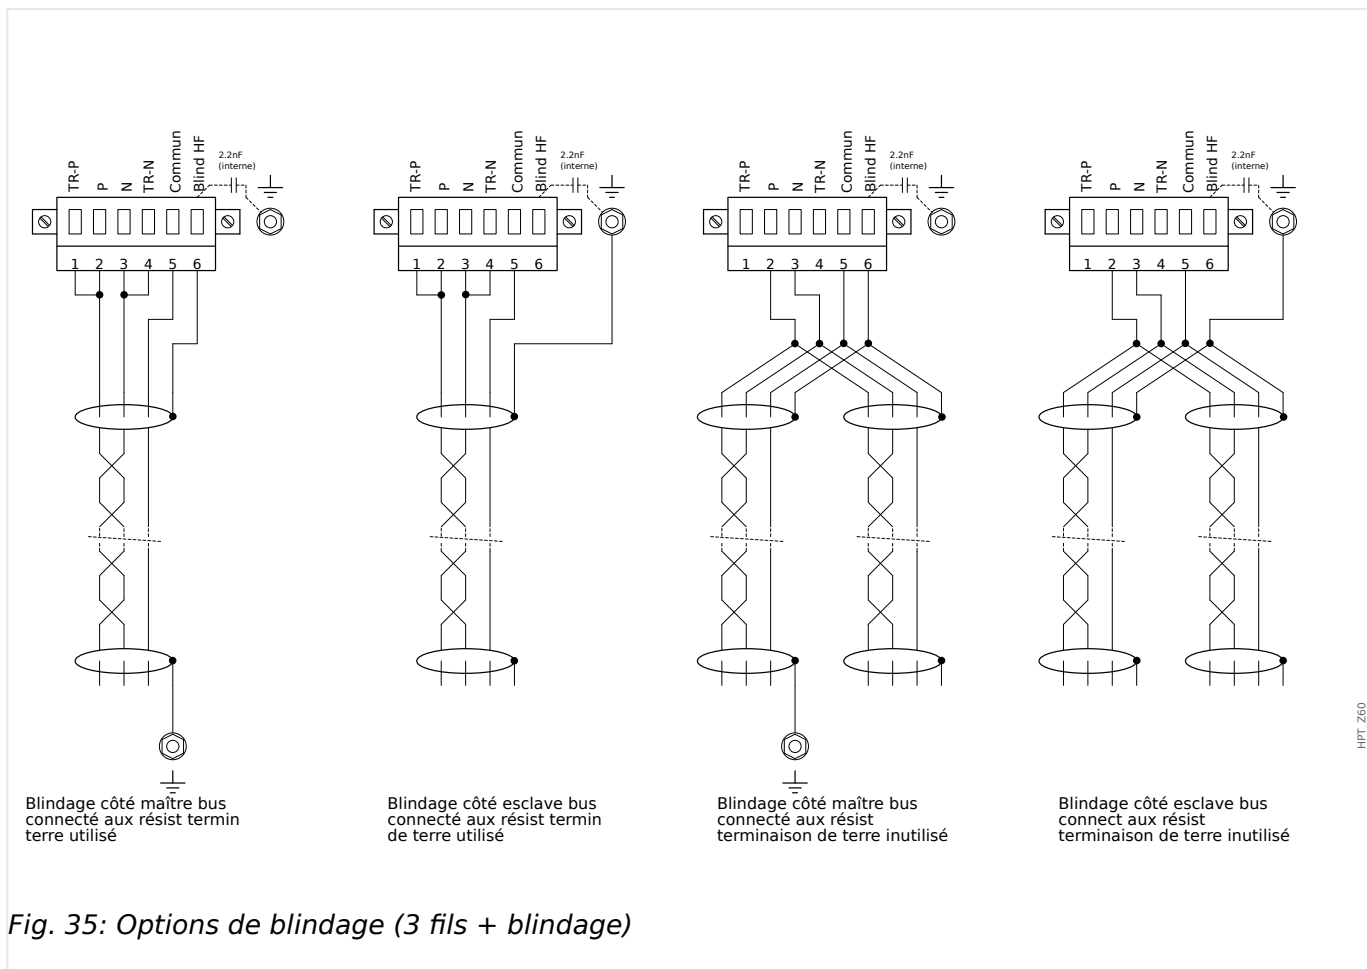 TR-P
P
N
TR-N
Commun
Blind HF
2.2nF
(interne)
1 2 3 4 5 6
TR-P
P
N
TR-N
Commun
Blind HF
2.2nF
(interne)
1 2 3 4 5 6
TR-P
P
N
TR-N
Commun
Blind HF
2.2nF
(interne)
1 2 3 4 5 6
TR-P
P
N
TR-N
Commun
Blind HF
2.2nF
(interne)
1 2 3 4 5 6
HPT_Z60
Blindage côté maître bus
connecté aux résist termin
terre utilisé
Blindage côté esclave bus
connecté aux résist termin
de terre utilisé
Blindage côté maître bus
connecté aux résist
terminaison de terre inutilisé
Blindage côté esclave bus
connect aux résist
terminaison de terre inutilisé
Fig. 35: Options de blindage (3 fils + blindage)